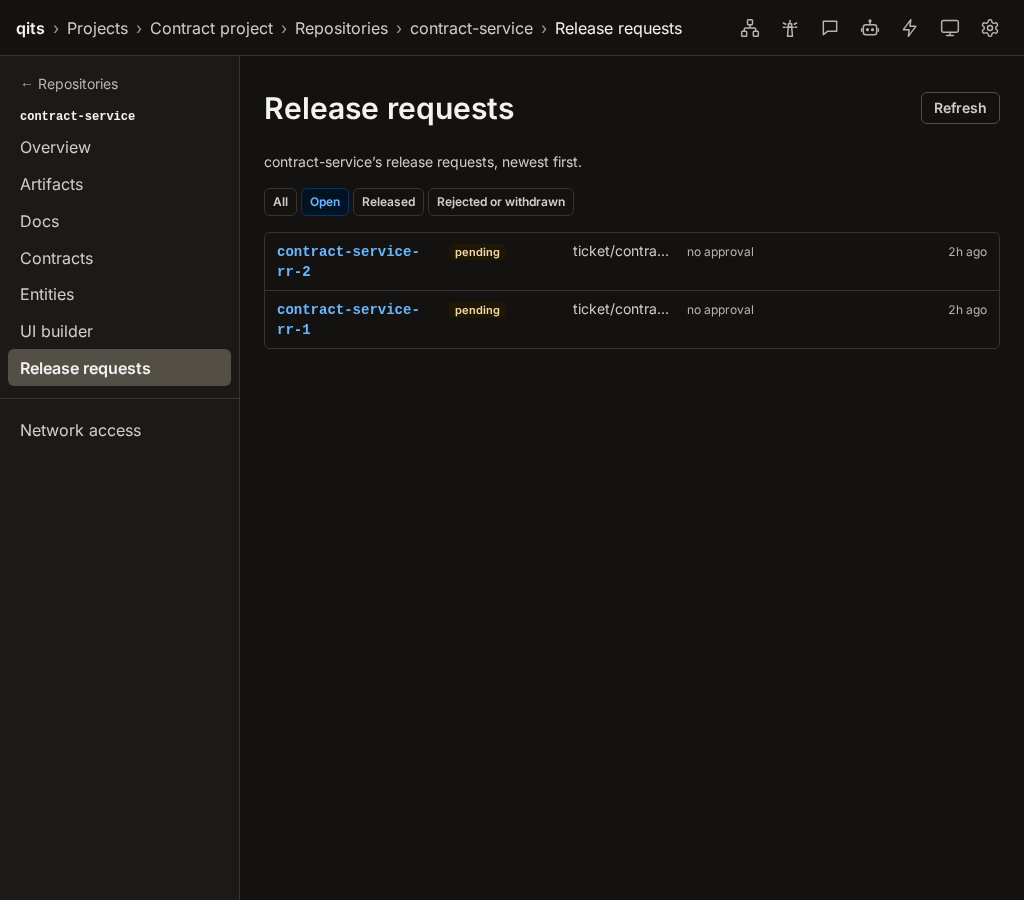 qits › Projects › Contract project › Repositories › contract-service › Release requests
← Repositories
contract-service
Overview
Artifacts
Docs
Contracts
Entities
UI builder
Release requests
Network access
Release requests
Refresh
contract-service’s release requests, newest first.
All Open Released Rejected or withdrawn
contract-service-
rr-2
pending ticket/contra... no approval 2h ago
contract-service-
rr-1
pending ticket/contra... no approval 2h ago